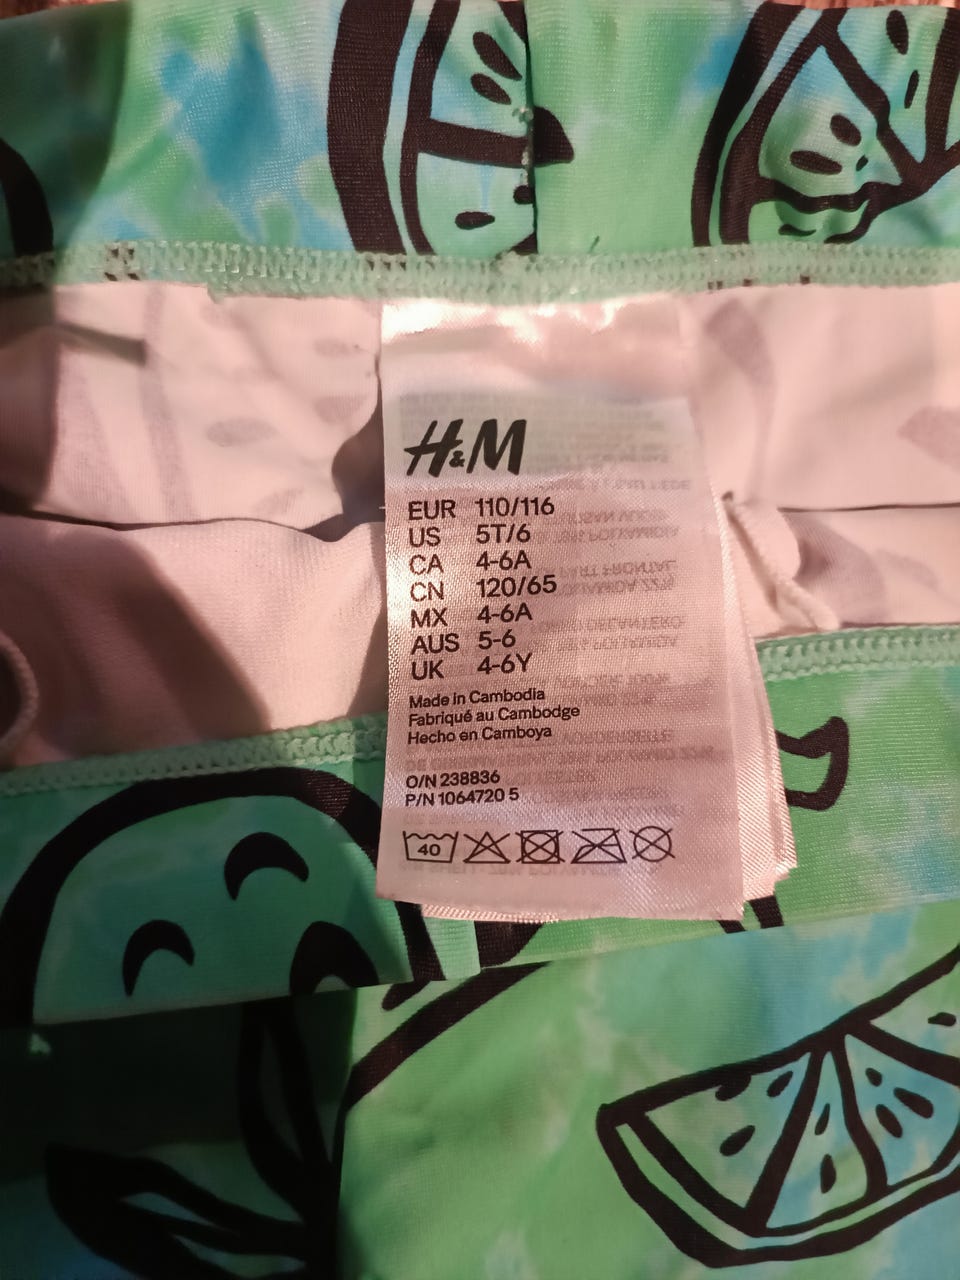 H&M
EUR 110/116
US 5T/6
CA 4-6A
CN 120/65
MX 4-6A
AUS 5-6
UK 4-6Y
Made in Cambodia
Fabriqué au Cambodge
Hecho en Camboya
O/N 238836
P/N 1064720 5
40